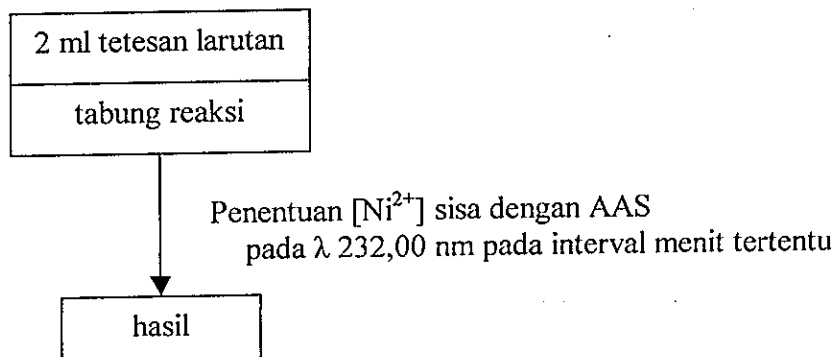 2 ml tetesan larutan
tabung reaksi
Penentuan [Ni²⁺] sisa dengan AAS
pada λ 232,00 nm pada interval menit tertentu
hasil